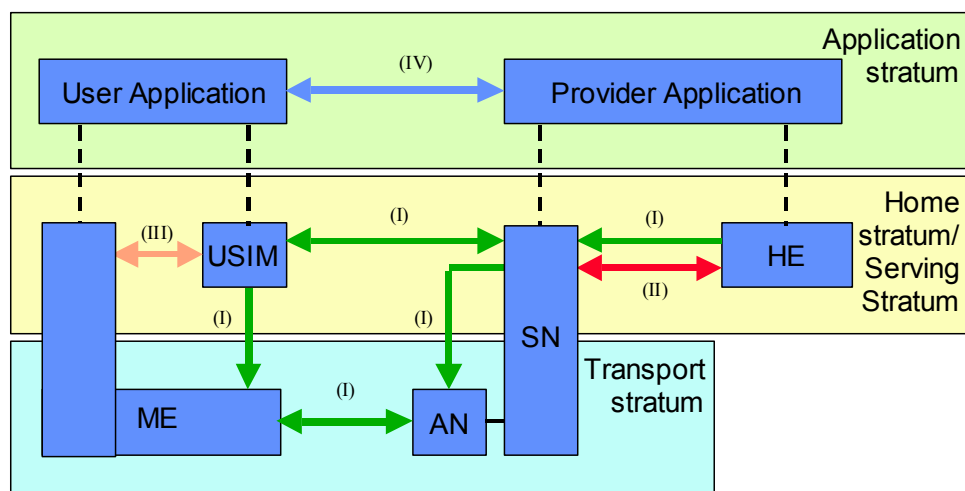 Application
stratum
(IV)
User Application
Provider Application
Home
stratum/
Serving
Stratum
(I)
(I)
(III)
USIM
HE
(II)
(I)
(I)
SN
Transport
stratum
(I)
ME
AN